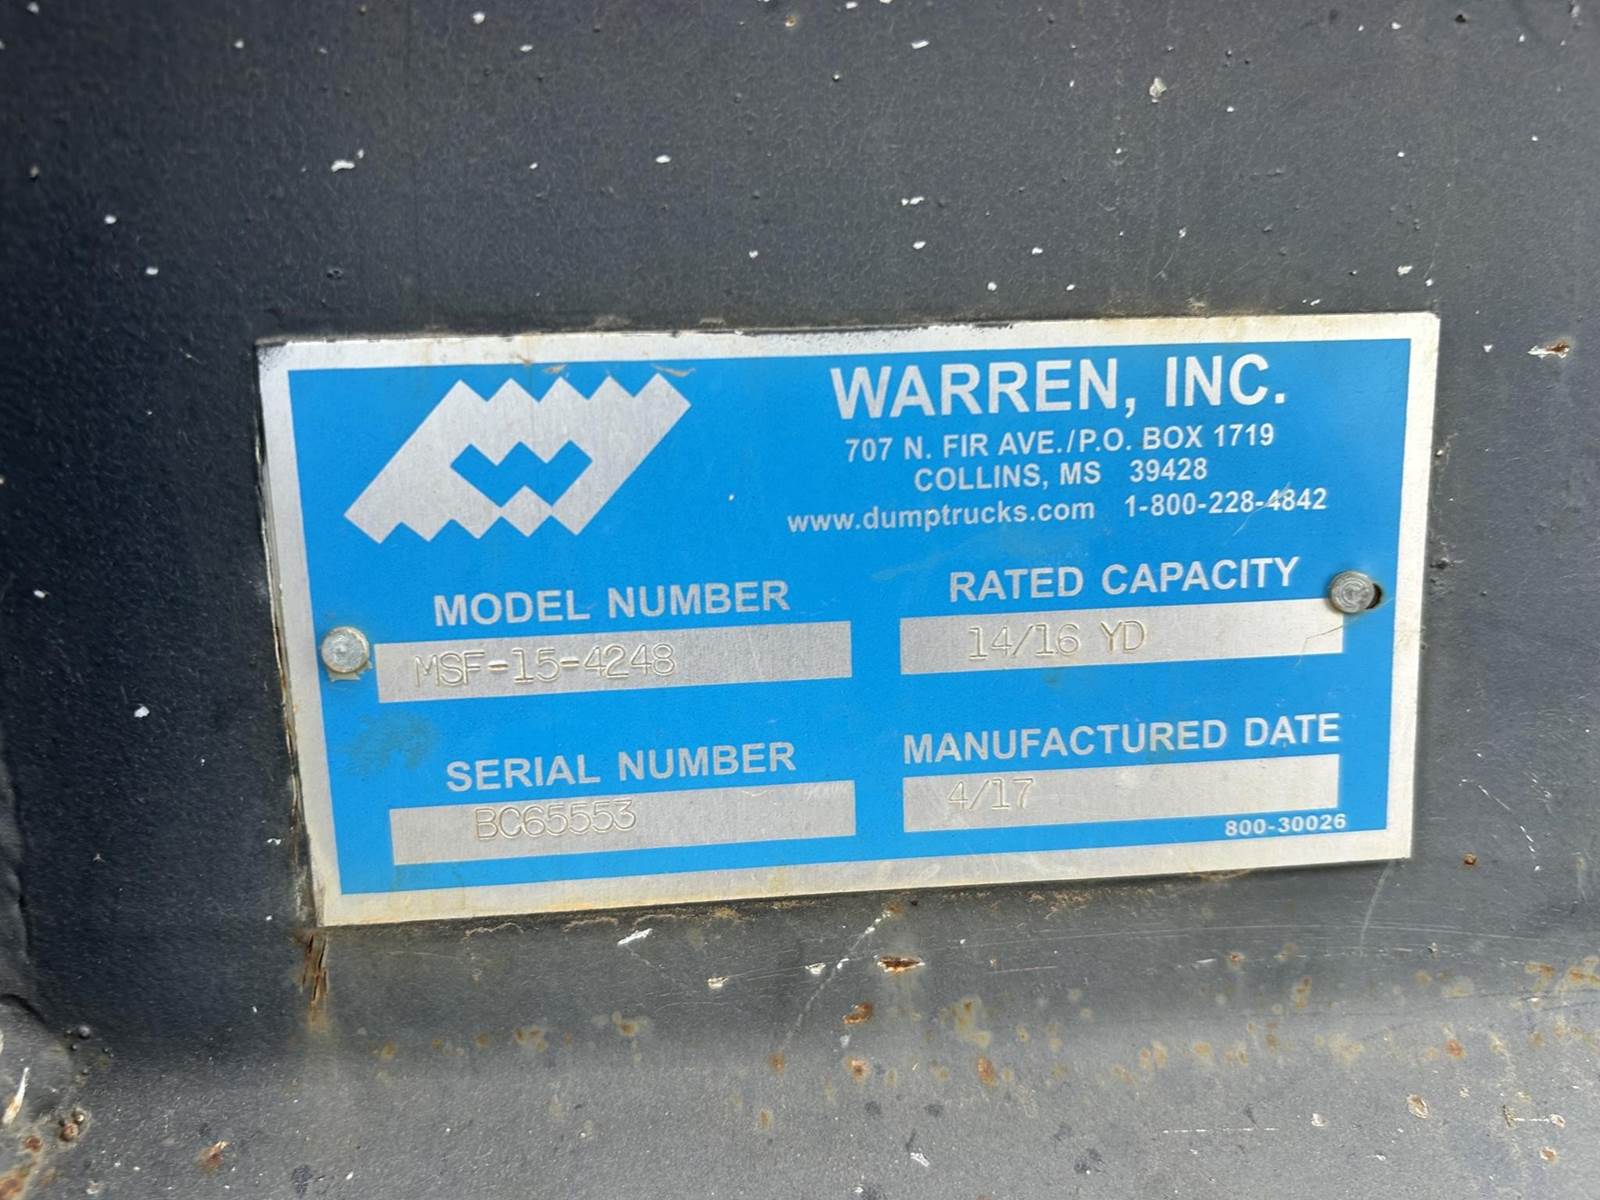 WARREN, INC.
707 N. FIR AVE./P.O. BOX 1719
COLLINS, MS 39428
www.dumptrucks.com 1-800-228-4842
MODEL NUMBER
MSF-15-4248
RATED CAPACITY
14/16 YD
SERIAL NUMBER
BC65553
MANUFACTURED DATE
4/17
800-30026